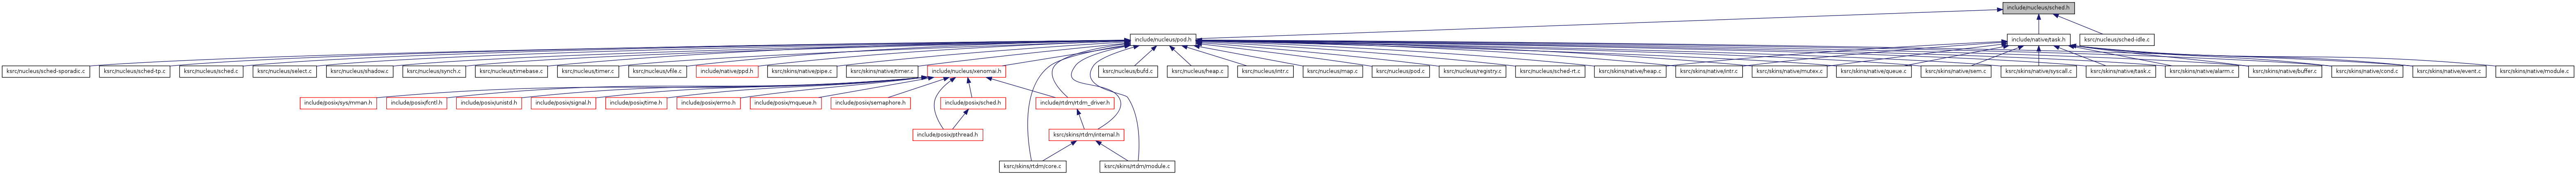 include/nucleus/sched.h
include/nucleus/pod.h
include/native/task.h
ksrc/nucleus/sched-idle.c
ksrc/nucleus/sched-sporadic.c
ksrc/nucleus/sched-tp.c
ksrc/nucleus/sched.c
ksrc/nucleus/select.c
ksrc/nucleus/shadow.c
ksrc/nucleus/synch.c
ksrc/nucleus/timebase.c
ksrc/nucleus/timer.c
ksrc/nucleus/vfile.c
include/native/ppd.h
ksrc/skins/native/pipe.c
ksrc/skins/native/timer.c
include/nucleus/xenomai.h
ksrc/nucleus/bufd.c
ksrc/nucleus/heap.c
ksrc/nucleus/intr.c
ksrc/nucleus/map.c
ksrc/nucleus/pod.c
ksrc/nucleus/registry.c
ksrc/nucleus/sched-rt.c
ksrc/skins/native/heap.c
ksrc/skins/native/intr.c
ksrc/skins/native/mutex.c
ksrc/skins/native/queue.c
ksrc/skins/native/sem.c
ksrc/skins/native/syscall.c
ksrc/skins/native/task.c
ksrc/skins/native/alarm.c
ksrc/skins/native/buffer.c
ksrc/skins/native/cond.c
ksrc/skins/native/event.c
ksrc/skins/native/module.c
include/posix/sys/mman.h
include/posix/fcntl.h
include/posix/unistd.h
include/posix/signal.h
include/posix/time.h
include/posix/errno.h
include/posix/mqueue.h
include/posix/semaphore.h
include/posix/sched.h
include/rtdm/rtdm_driver.h
include/posix/pthread.h
ksrc/skins/rtdm/internal.h
ksrc/skins/rtdm/core.c
ksrc/skins/rtdm/module.c